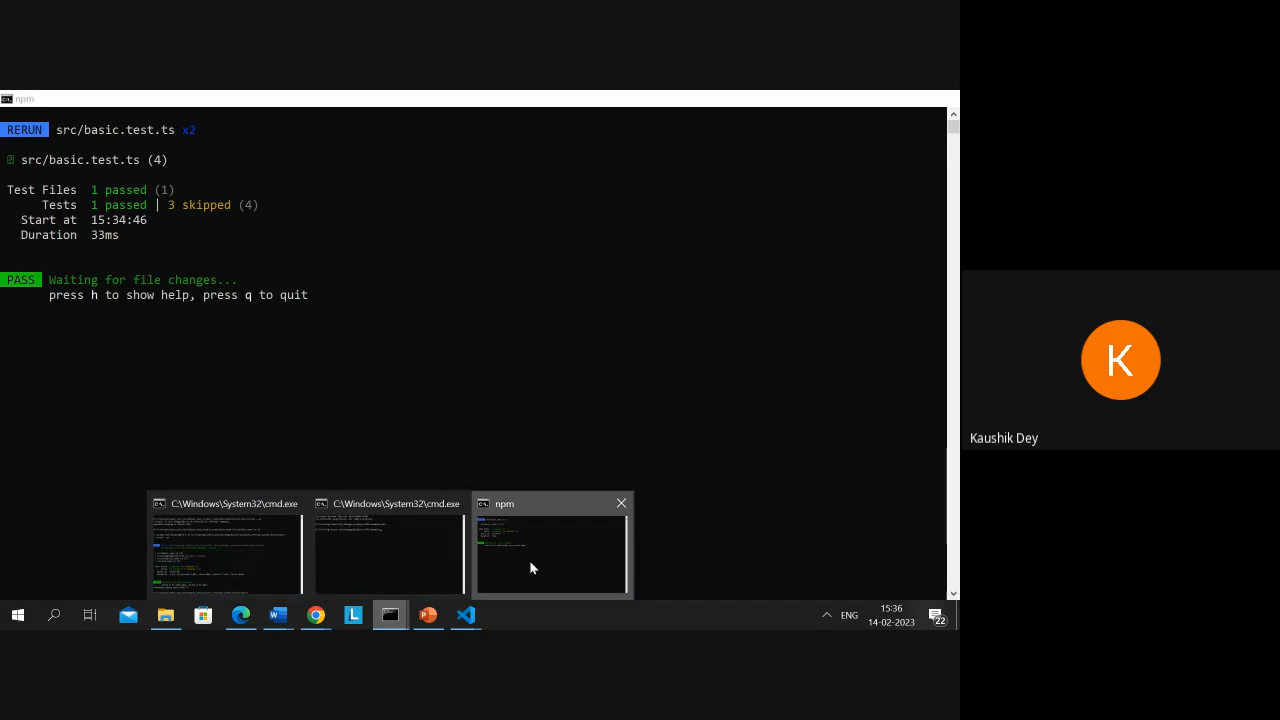 npm
RERUN src/basic.test.ts x2
src/basic.test.ts (4)
Test Files 1 passed (1)
Tests 1 passed | 3 skipped (4)
Start at 15:34:46
Duration 33ms
PASS Waiting for file changes...
press h to show help, press q to quit
K
Kaushik Dey
C:\Windows\System32\cmd.exe
C:\Windows\System32\cmd.exe
npm
ENG
15:36
14-02-2023
22